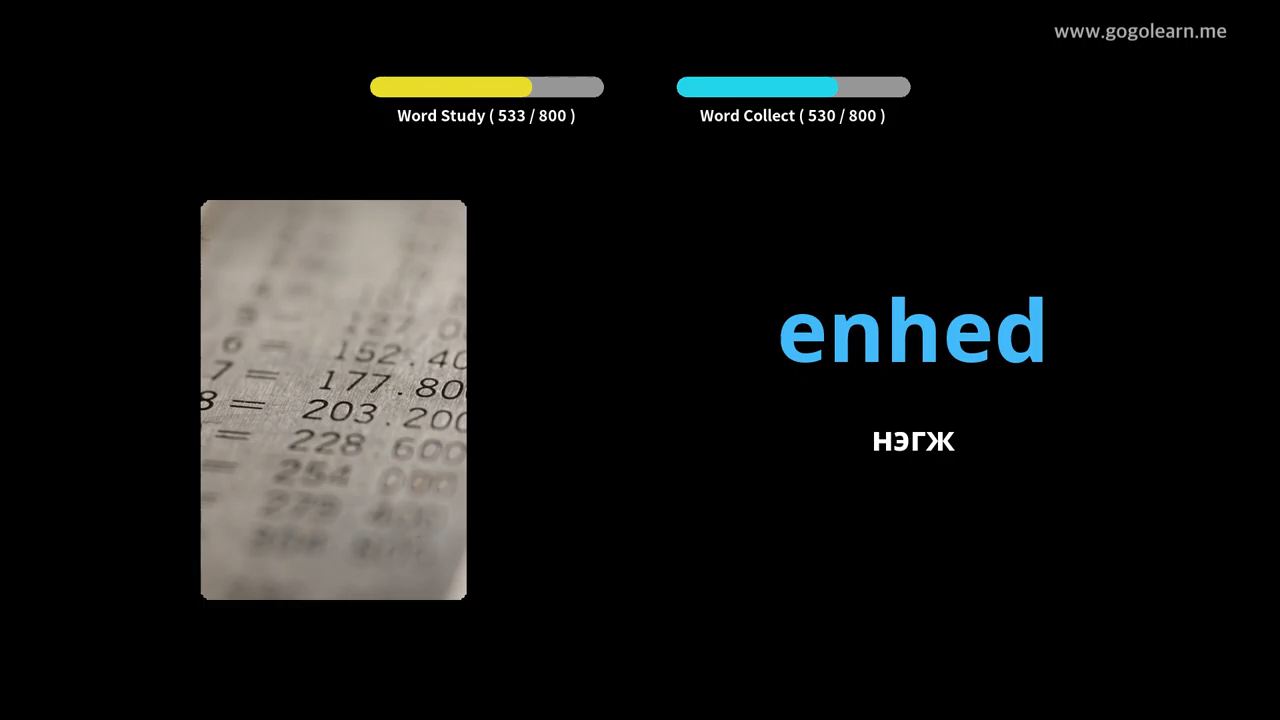 www.gogolearn.me
Word Study ( 533 / 800 )
Word Collect ( 530 / 800 )
6 = 152.40
7 = 177.80
8 = 203.200
= 228.600
254 000
enhed
нэгж